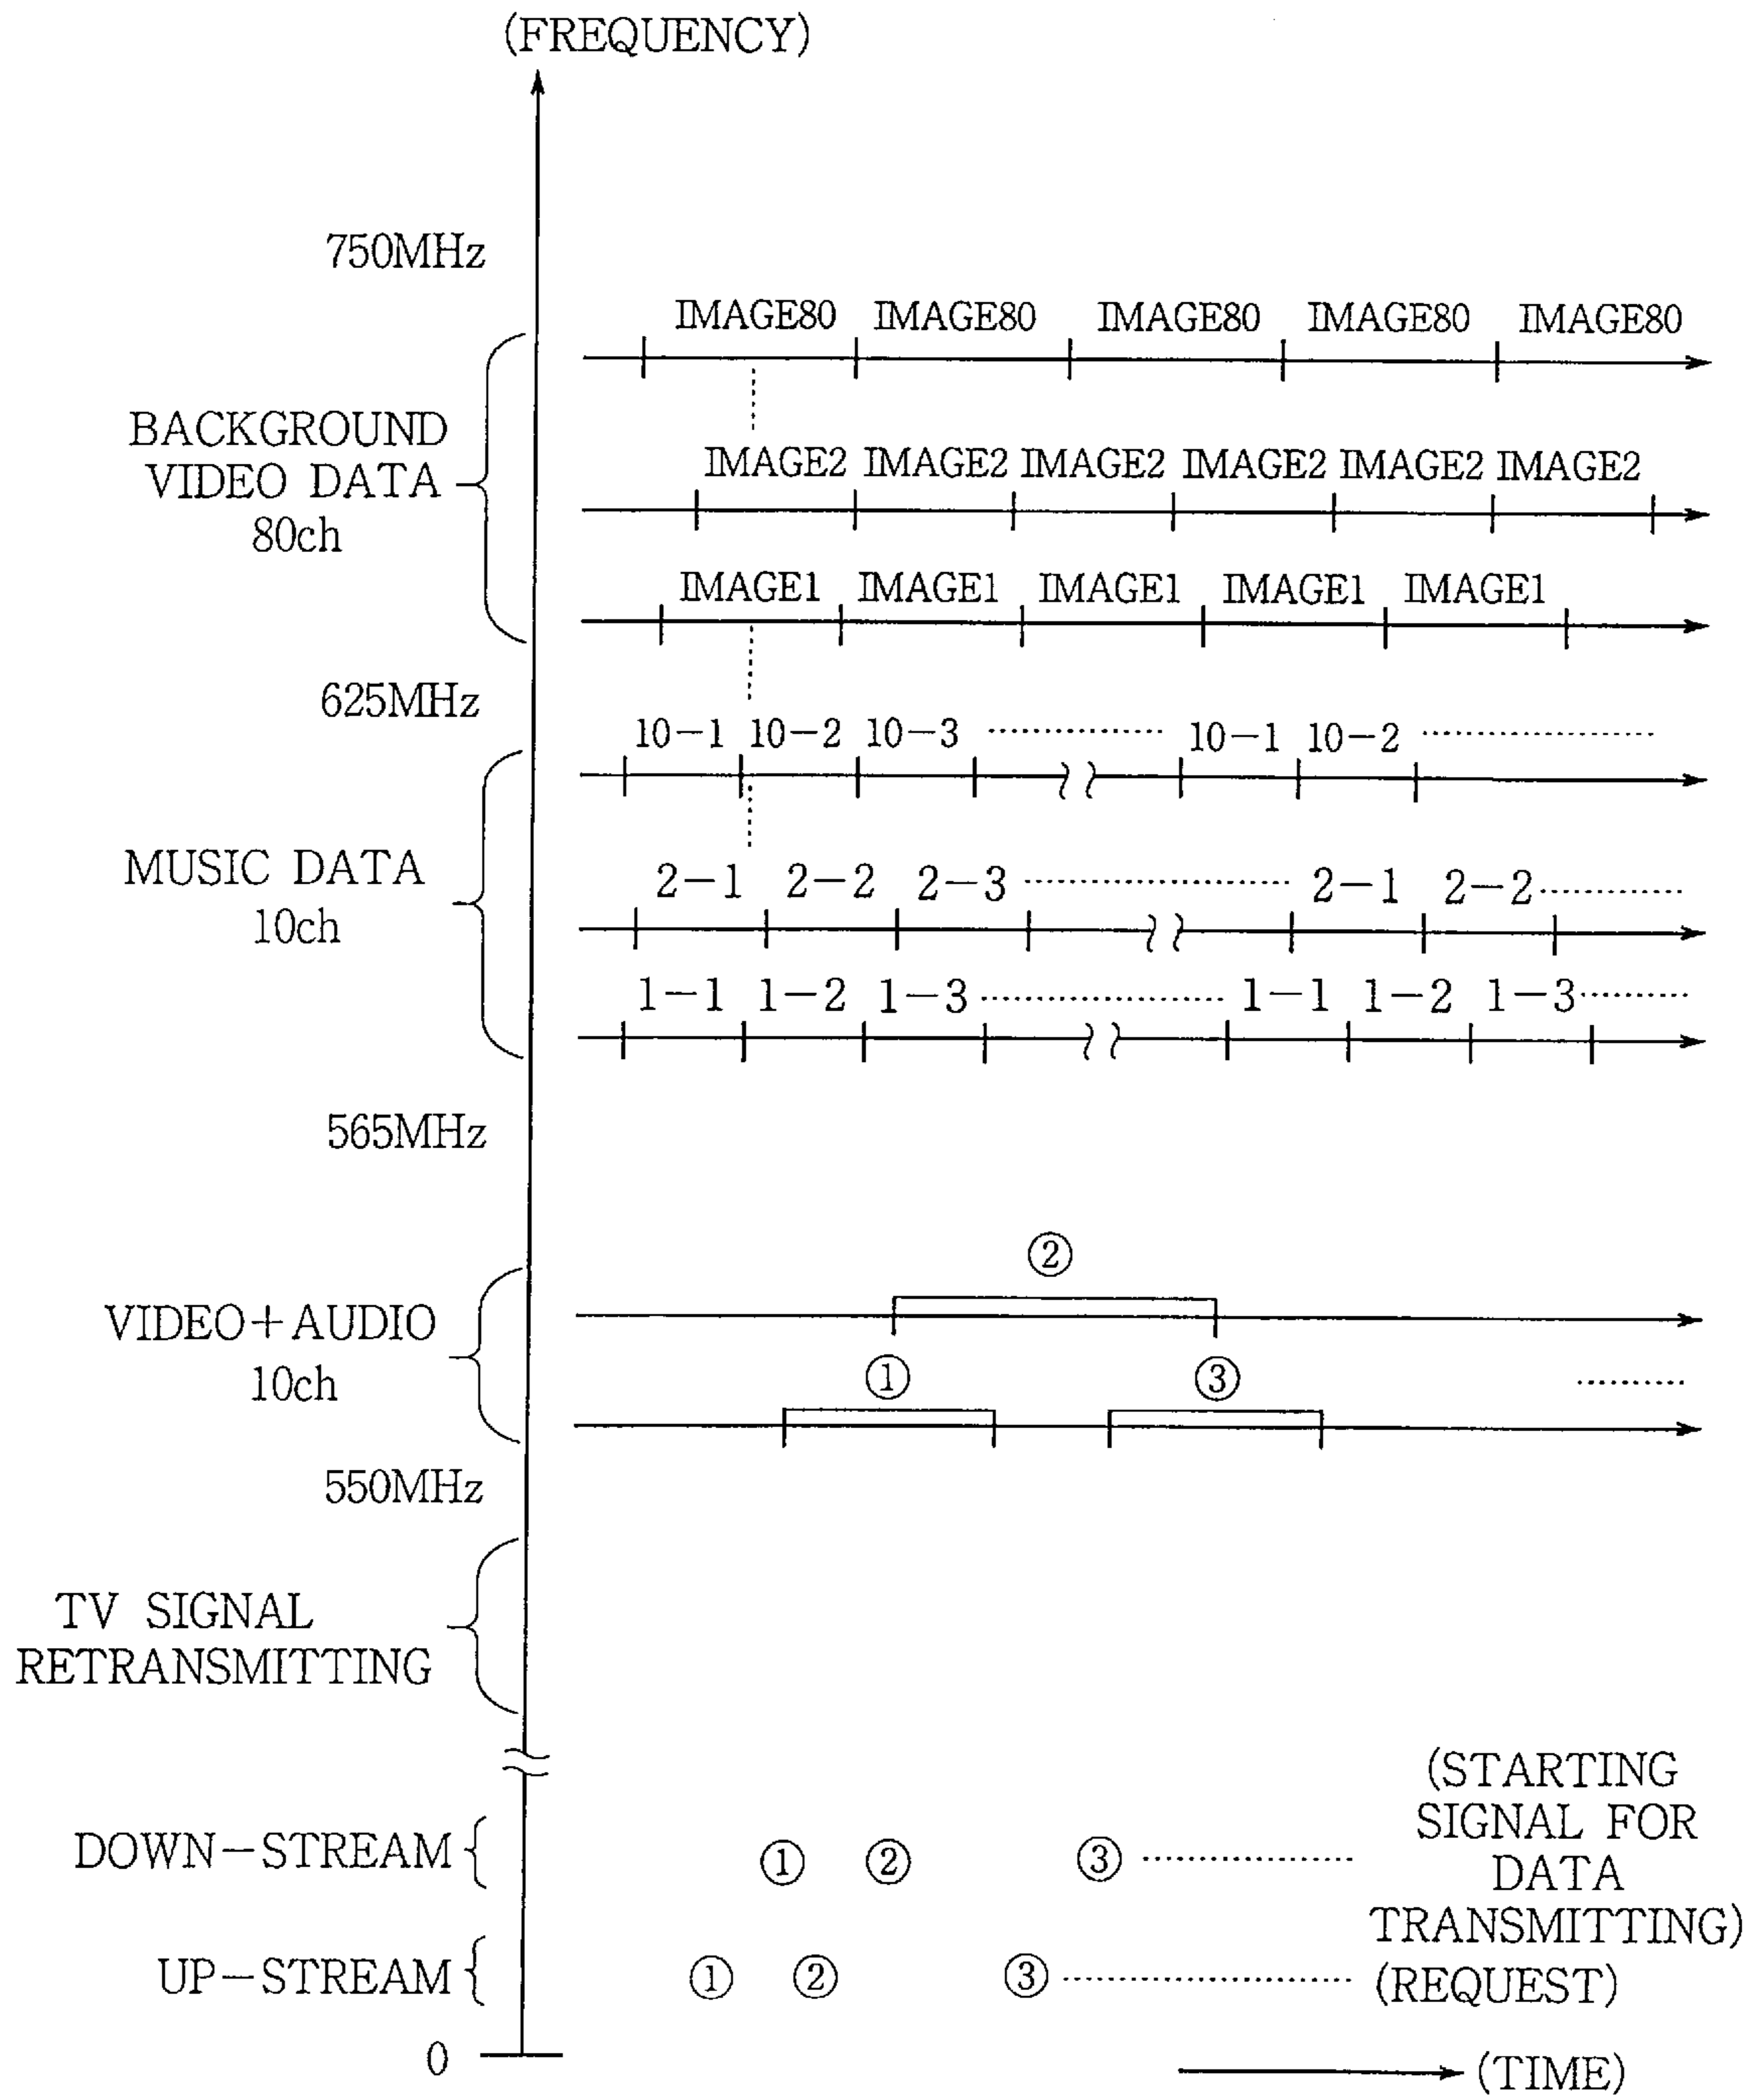 (FREQUENCY)
750MHz
IMAGE80 IMAGE80 IMAGE80 IMAGE80 IMAGE80
BACKGROUND
VIDEO DATA
80ch
IMAGE2 IMAGE2 IMAGE2 IMAGE2 IMAGE2 IMAGE2
IMAGE1 IMAGE1 IMAGE1 IMAGE1 IMAGE1
625MHz
10-1 10-2 10-3 10-1 10-2
MUSIC DATA
10ch
2-1 2-2 2-3 2-1 2-2
1-1 1-2 1-3 1-1 1-2 1-3
565MHz
②
VIDEO+AUDIO
10ch
① ③
550MHz
TV SIGNAL
RETRANSMITTING
DOWN-STREAM ① ② ③
(STARTING
SIGNAL FOR
DATA
TRANSMITTING)
UP-STREAM ① ② ③ (REQUEST)
0
(TIME)